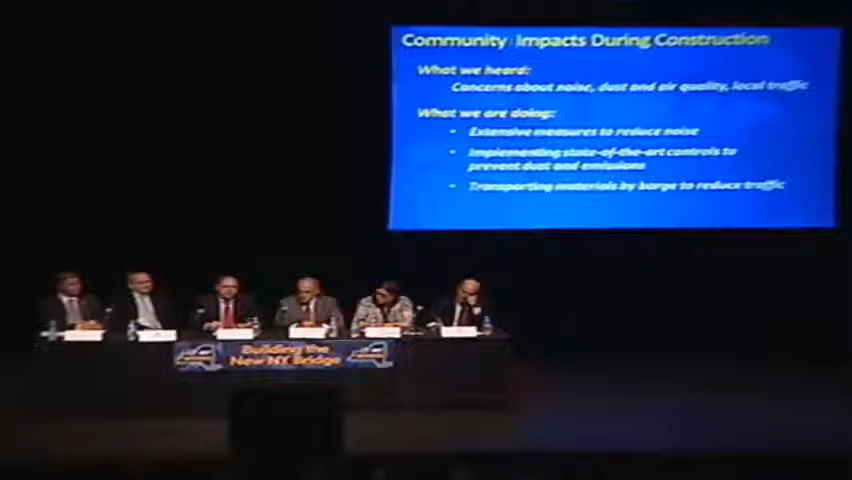 Community Impacts During Construction
What we heard:
Concerns about noise, dust and air quality, local traffic
What we are doing:
• Extensive measures to reduce noise
• Implementing state-of-the-art controls to
prevent dust and emissions
• Transporting materials by barge to reduce traffic
Building the
New NY Bridge